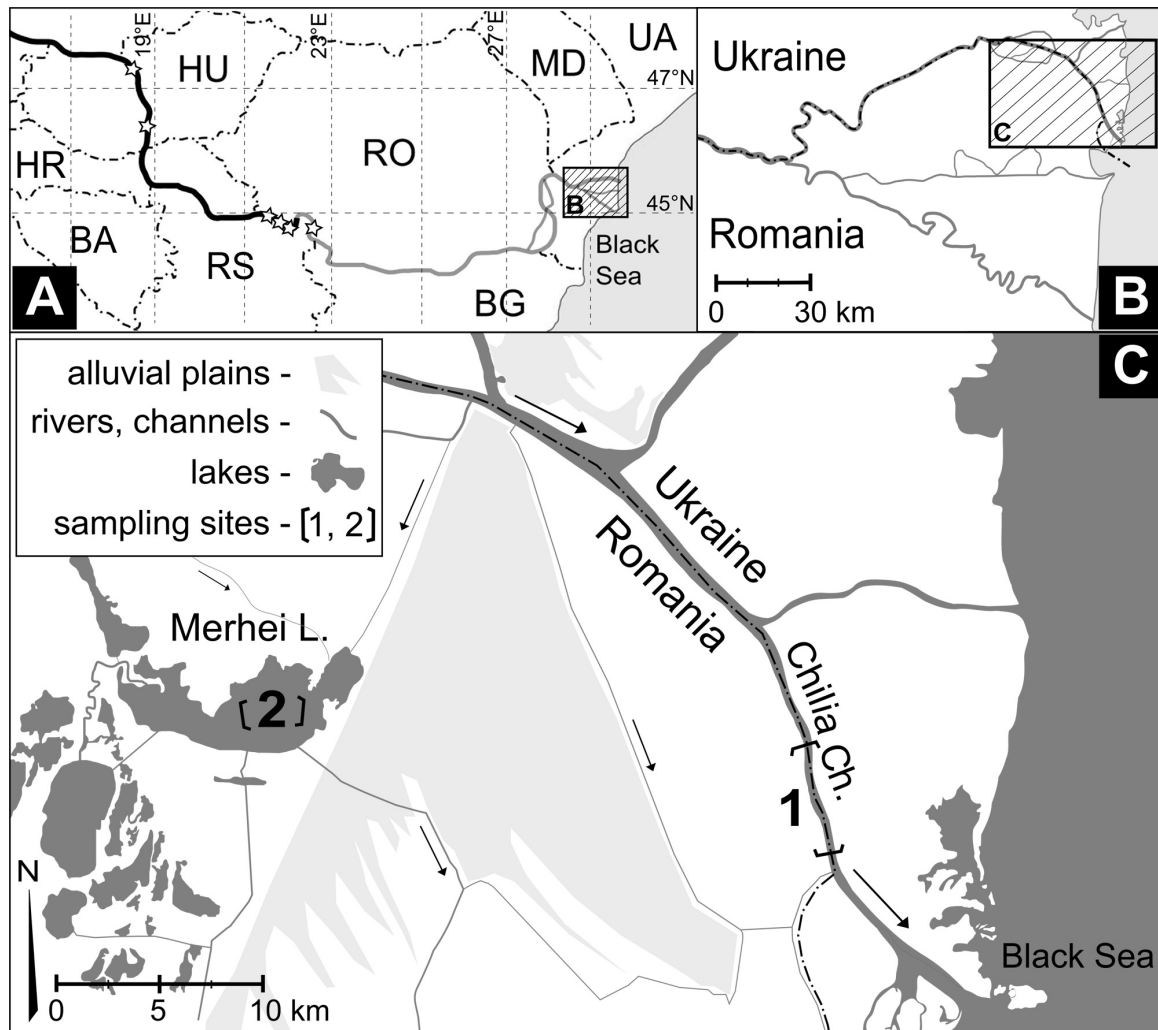 19°E
23°E
27°E
HU
MD
UA
47°N
HR
RO
BA
RS
B
45°N
Black
Sea
BG
A
Ukraine
C
Romania
0 30 km
B
C
alluvial plains -
rivers, channels -
lakes -
sampling sites - [1, 2]
Ukraine
Romania
Merhei L.
[2]
Chilia Ch.
1
N
0 5 10 km
Black Sea